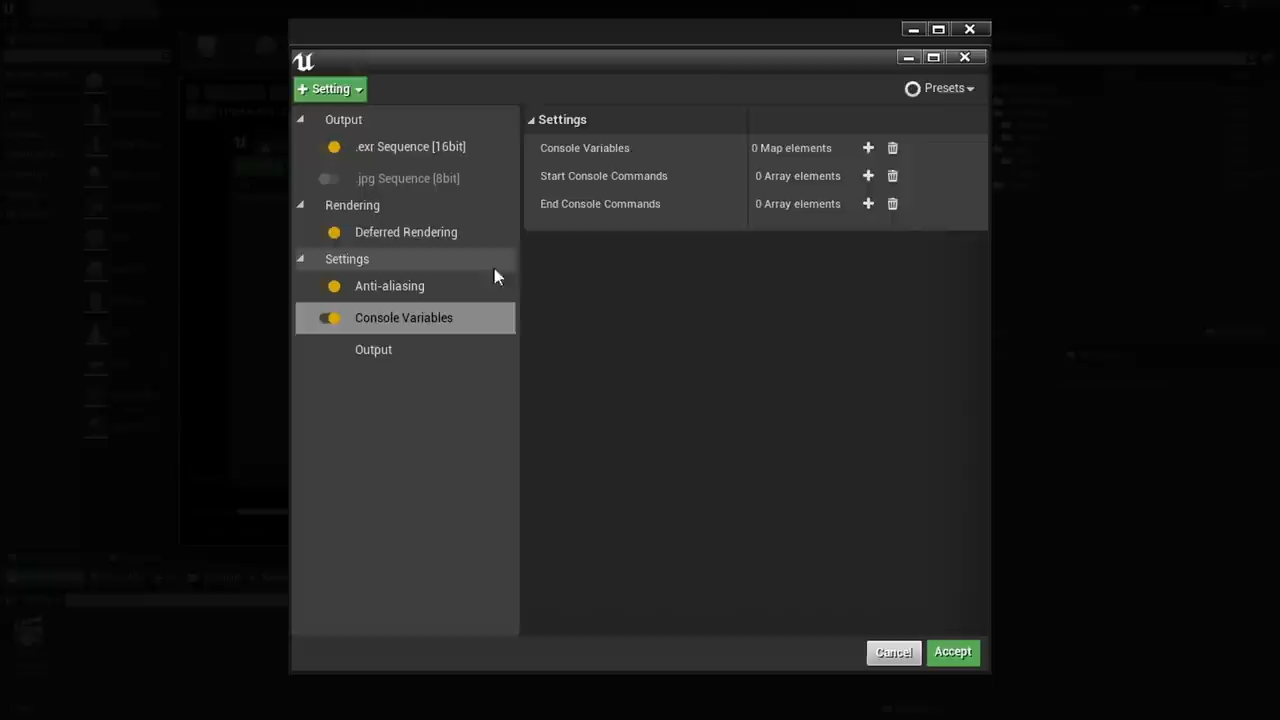 + Setting
Presets
Output
.exr Sequence [16bit]
.jpg Sequence [8bit]
Rendering
Deferred Rendering
Settings
Anti-aliasing
Console Variables
Output
Settings
Console Variables 0 Map elements
Start Console Commands 0 Array elements
End Console Commands 0 Array elements
Cancel
Accept